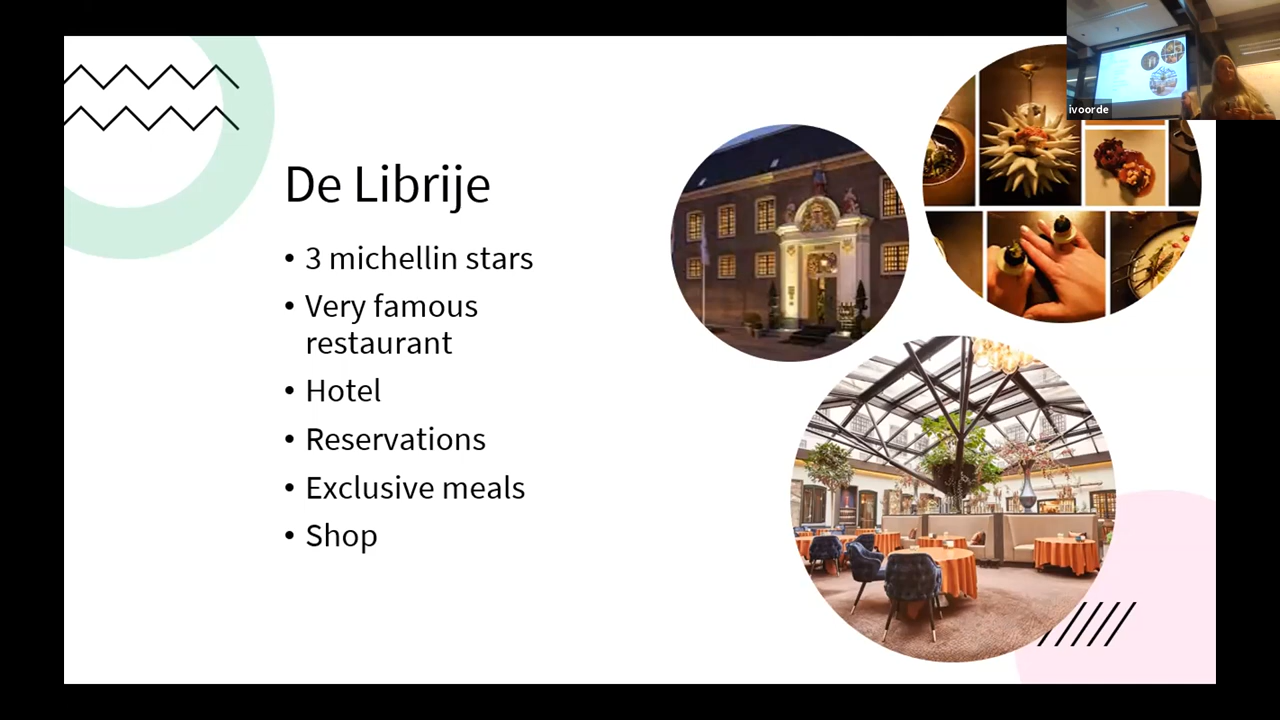 ivoorde
De Librije
• 3 michellin stars
• Very famous
restaurant
• Hotel
• Reservations
• Exclusive meals
• Shop